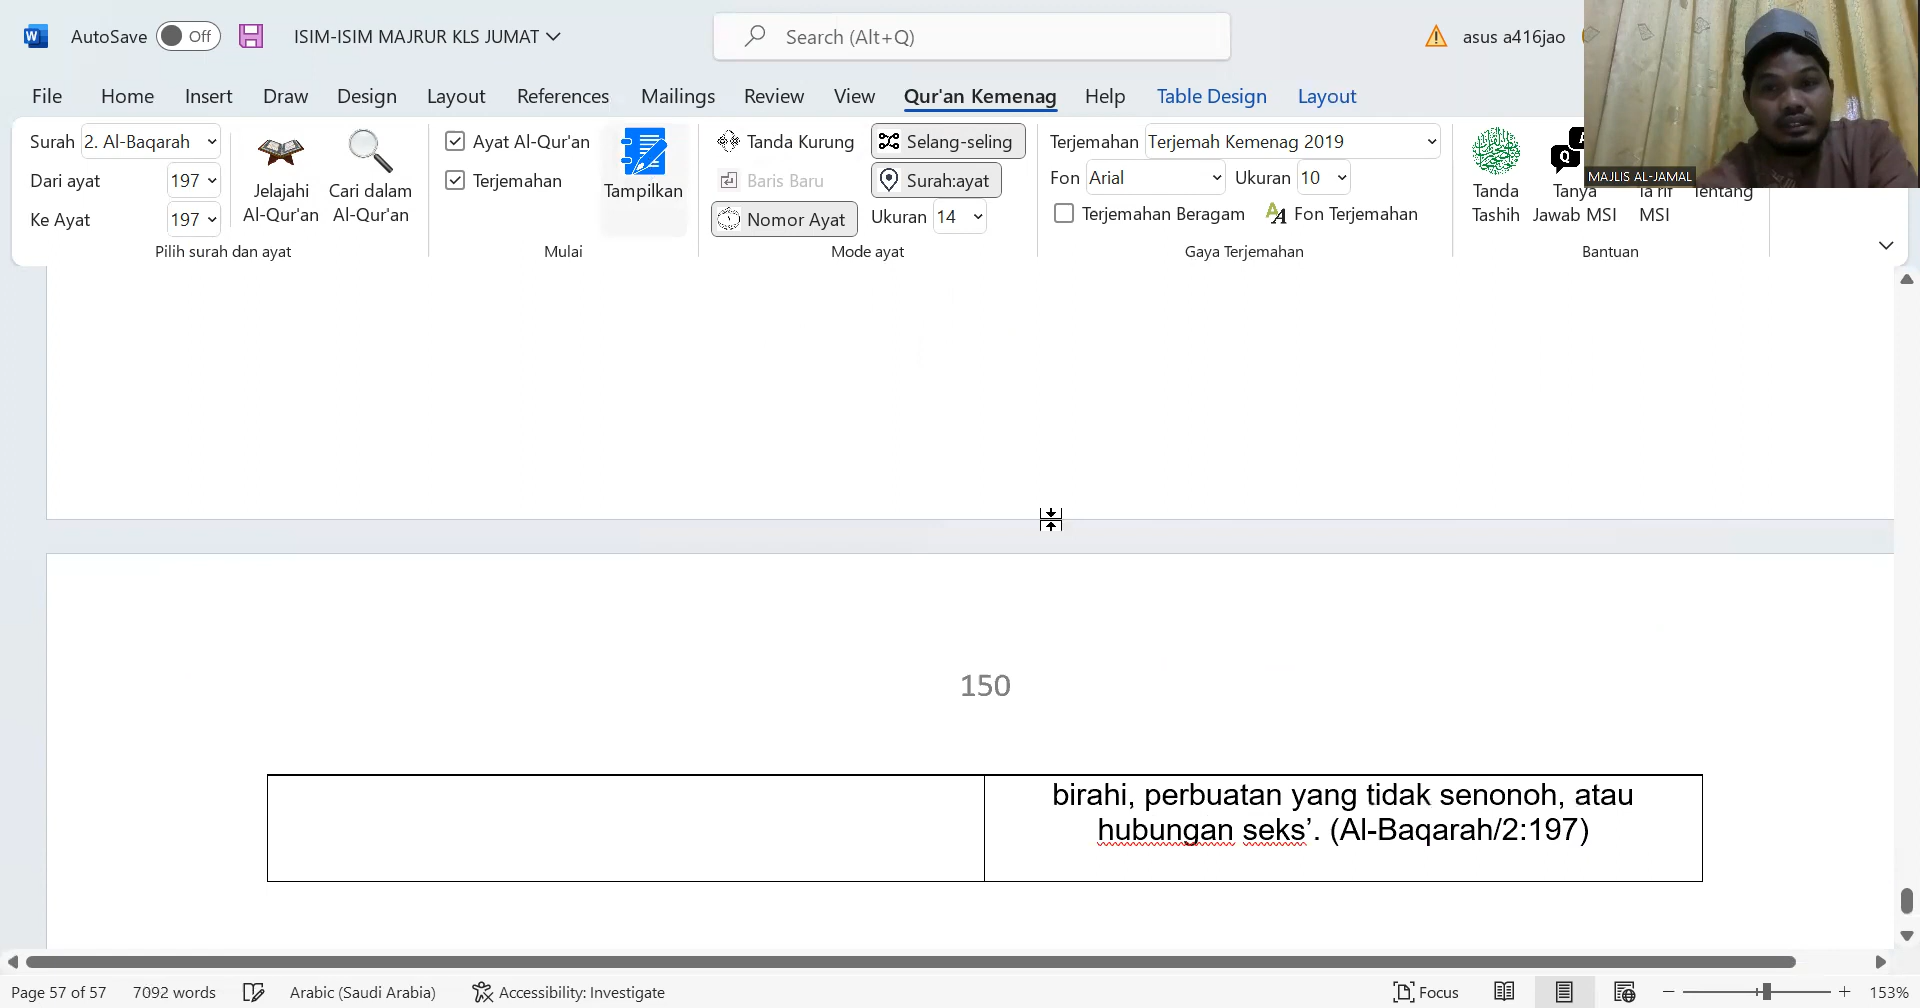 AutoSave Off ISIM-ISIM MAJRUR KLS JUMAT Search (Alt+Q) asus a416jao
File Home Insert Draw Design Layout References Mailings Review View Qur'an Kemenag Help Table Design Layout
MAJLIS AL-JAMAL
Surah 2. Al-Baqarah
Dari ayat 197
Ke Ayat 197
Jelajahi
Al-Qur'an
Cari dalam
Al-Qur'an
Pilih surah dan ayat
Ayat Al-Qur'an
Terjemahan
Tampilkan
Mulai
Tanda Kurung Selang-seling
Baris Baru Surah:ayat
Nomor Ayat Ukuran 14
Mode ayat
Terjemahan Terjemah Kemenag 2019
Fon Arial Ukuran 10
Terjemahan Beragam Fon Terjemahan
Gaya Terjemahan
Tanda
Tashih
Tanya
Jawab MSI
Ta'rif
MSI
Tentang
Bantuan
150
birahi, perbuatan yang tidak senonoh, atau
hubungan seks’. (Al-Baqarah/2:197)
Page 57 of 57 7092 words Arabic (Saudi Arabia) Accessibility: Investigate Focus 153%